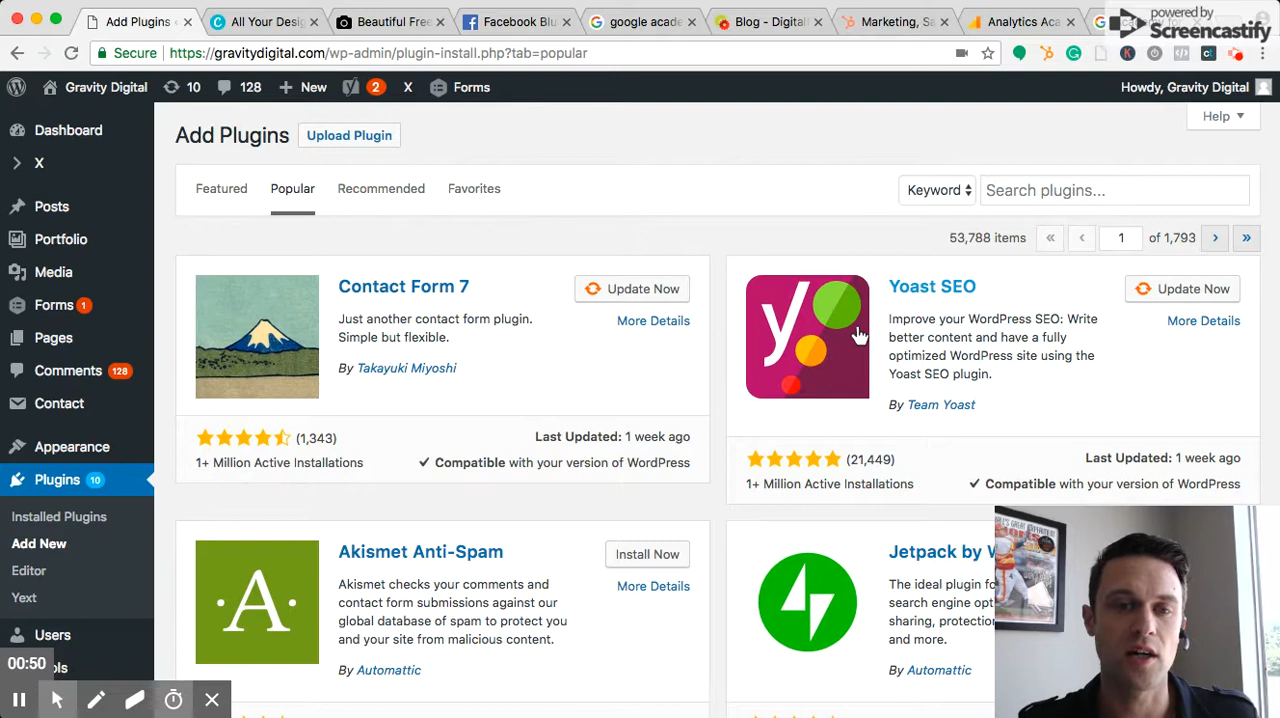 Add Plugins ‹
All Your Desig
Beautiful Free
Facebook Blu
google acade
Blog - Digital
Marketing, Sa
Analytics Aca
powered by
Screencastify
Secure
https://gravitydigital.com/wp-admin/plugin-install.php?tab=popular
Gravity Digital
10
128
New
2
X
Forms
Howdy, Gravity Digital
Dashboard
X
Posts
Portfolio
Media
Forms 1
Pages
Comments 128
Contact
Appearance
Plugins 10
Installed Plugins
Add New
Editor
Yext
Users
ols
00:50
Add Plugins
Upload Plugin
Help
Featured
Popular
Recommended
Favorites
Keyword
Search plugins...
53,788 items
«
‹
1
of 1,793
›
»
Contact Form 7
Update Now
More Details
Just another contact form plugin.
Simple but flexible.
By Takayuki Miyoshi
(1,343)
1+ Million Active Installations
Last Updated: 1 week ago
Compatible with your version of WordPress
y
Yoast SEO
Update Now
More Details
Improve your WordPress SEO: Write
better content and have a fully
optimized WordPress site using the
Yoast SEO plugin.
By Team Yoast
(21,449)
1+ Million Active Installations
Last Updated: 1 week ago
Compatible with your version of WordPress
·A·
Akismet Anti-Spam
Install Now
More Details
Akismet checks your comments and
contact form submissions against our
global database of spam to protect you
and your site from malicious content.
By Automattic
Jetpack by W
The ideal plugin fo
search engine opt
sharing, protectio
and more.
By Automattic